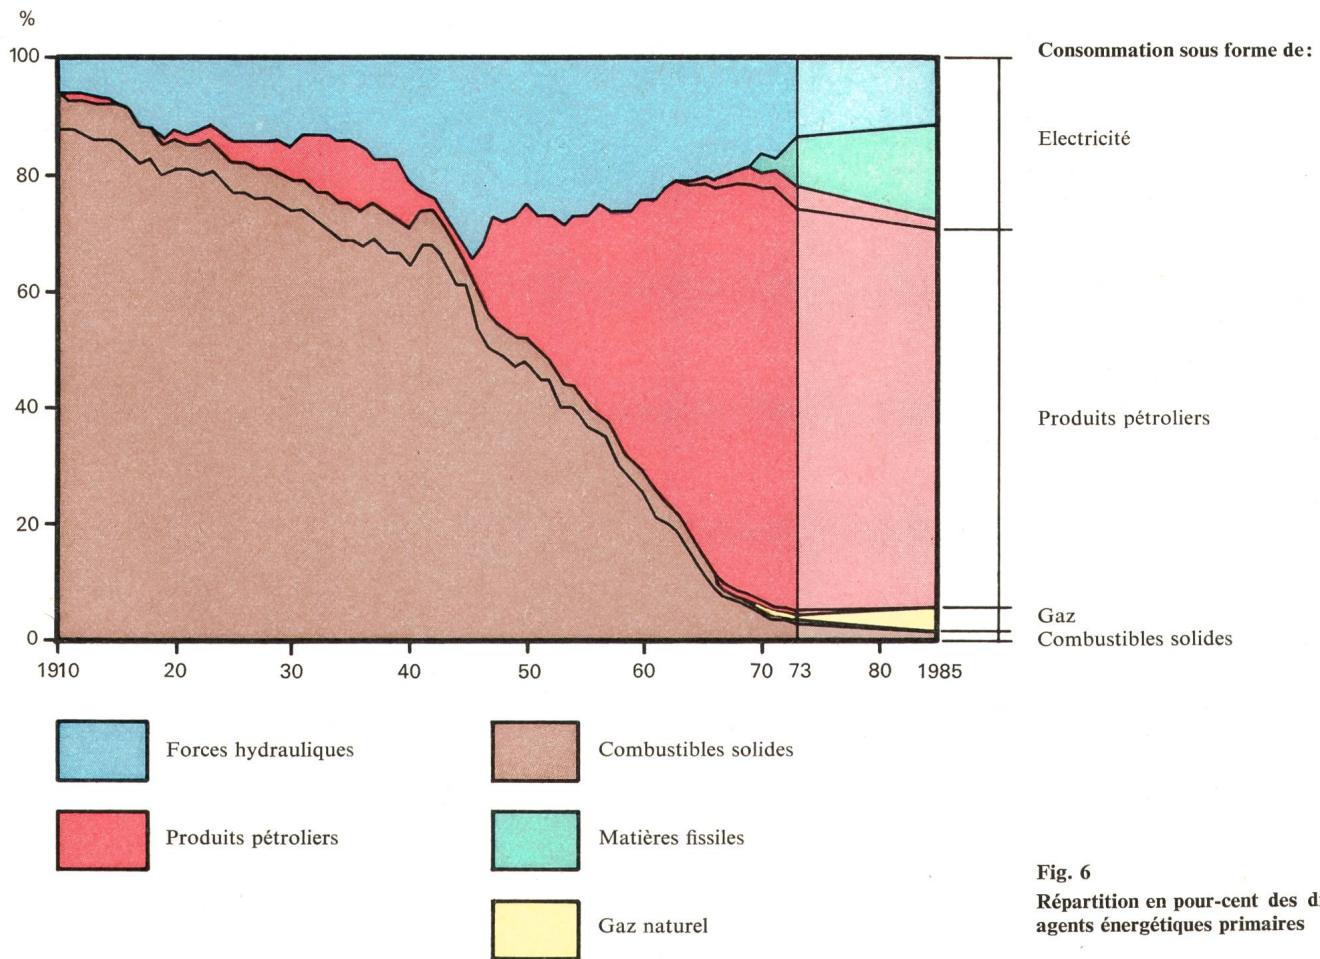 %
100
80
60
40
20
0
1910 20 30 40 50 60 70 73 80 1985
Consommation sous forme de:
Electricité
Produits pétroliers
Gaz
Combustibles solides
Forces hydrauliques
Produits pétroliers
Combustibles solides
Matières fissiles
Gaz naturel
Fig. 6
Répartition en pour-cent des
agents énergétiques primaires